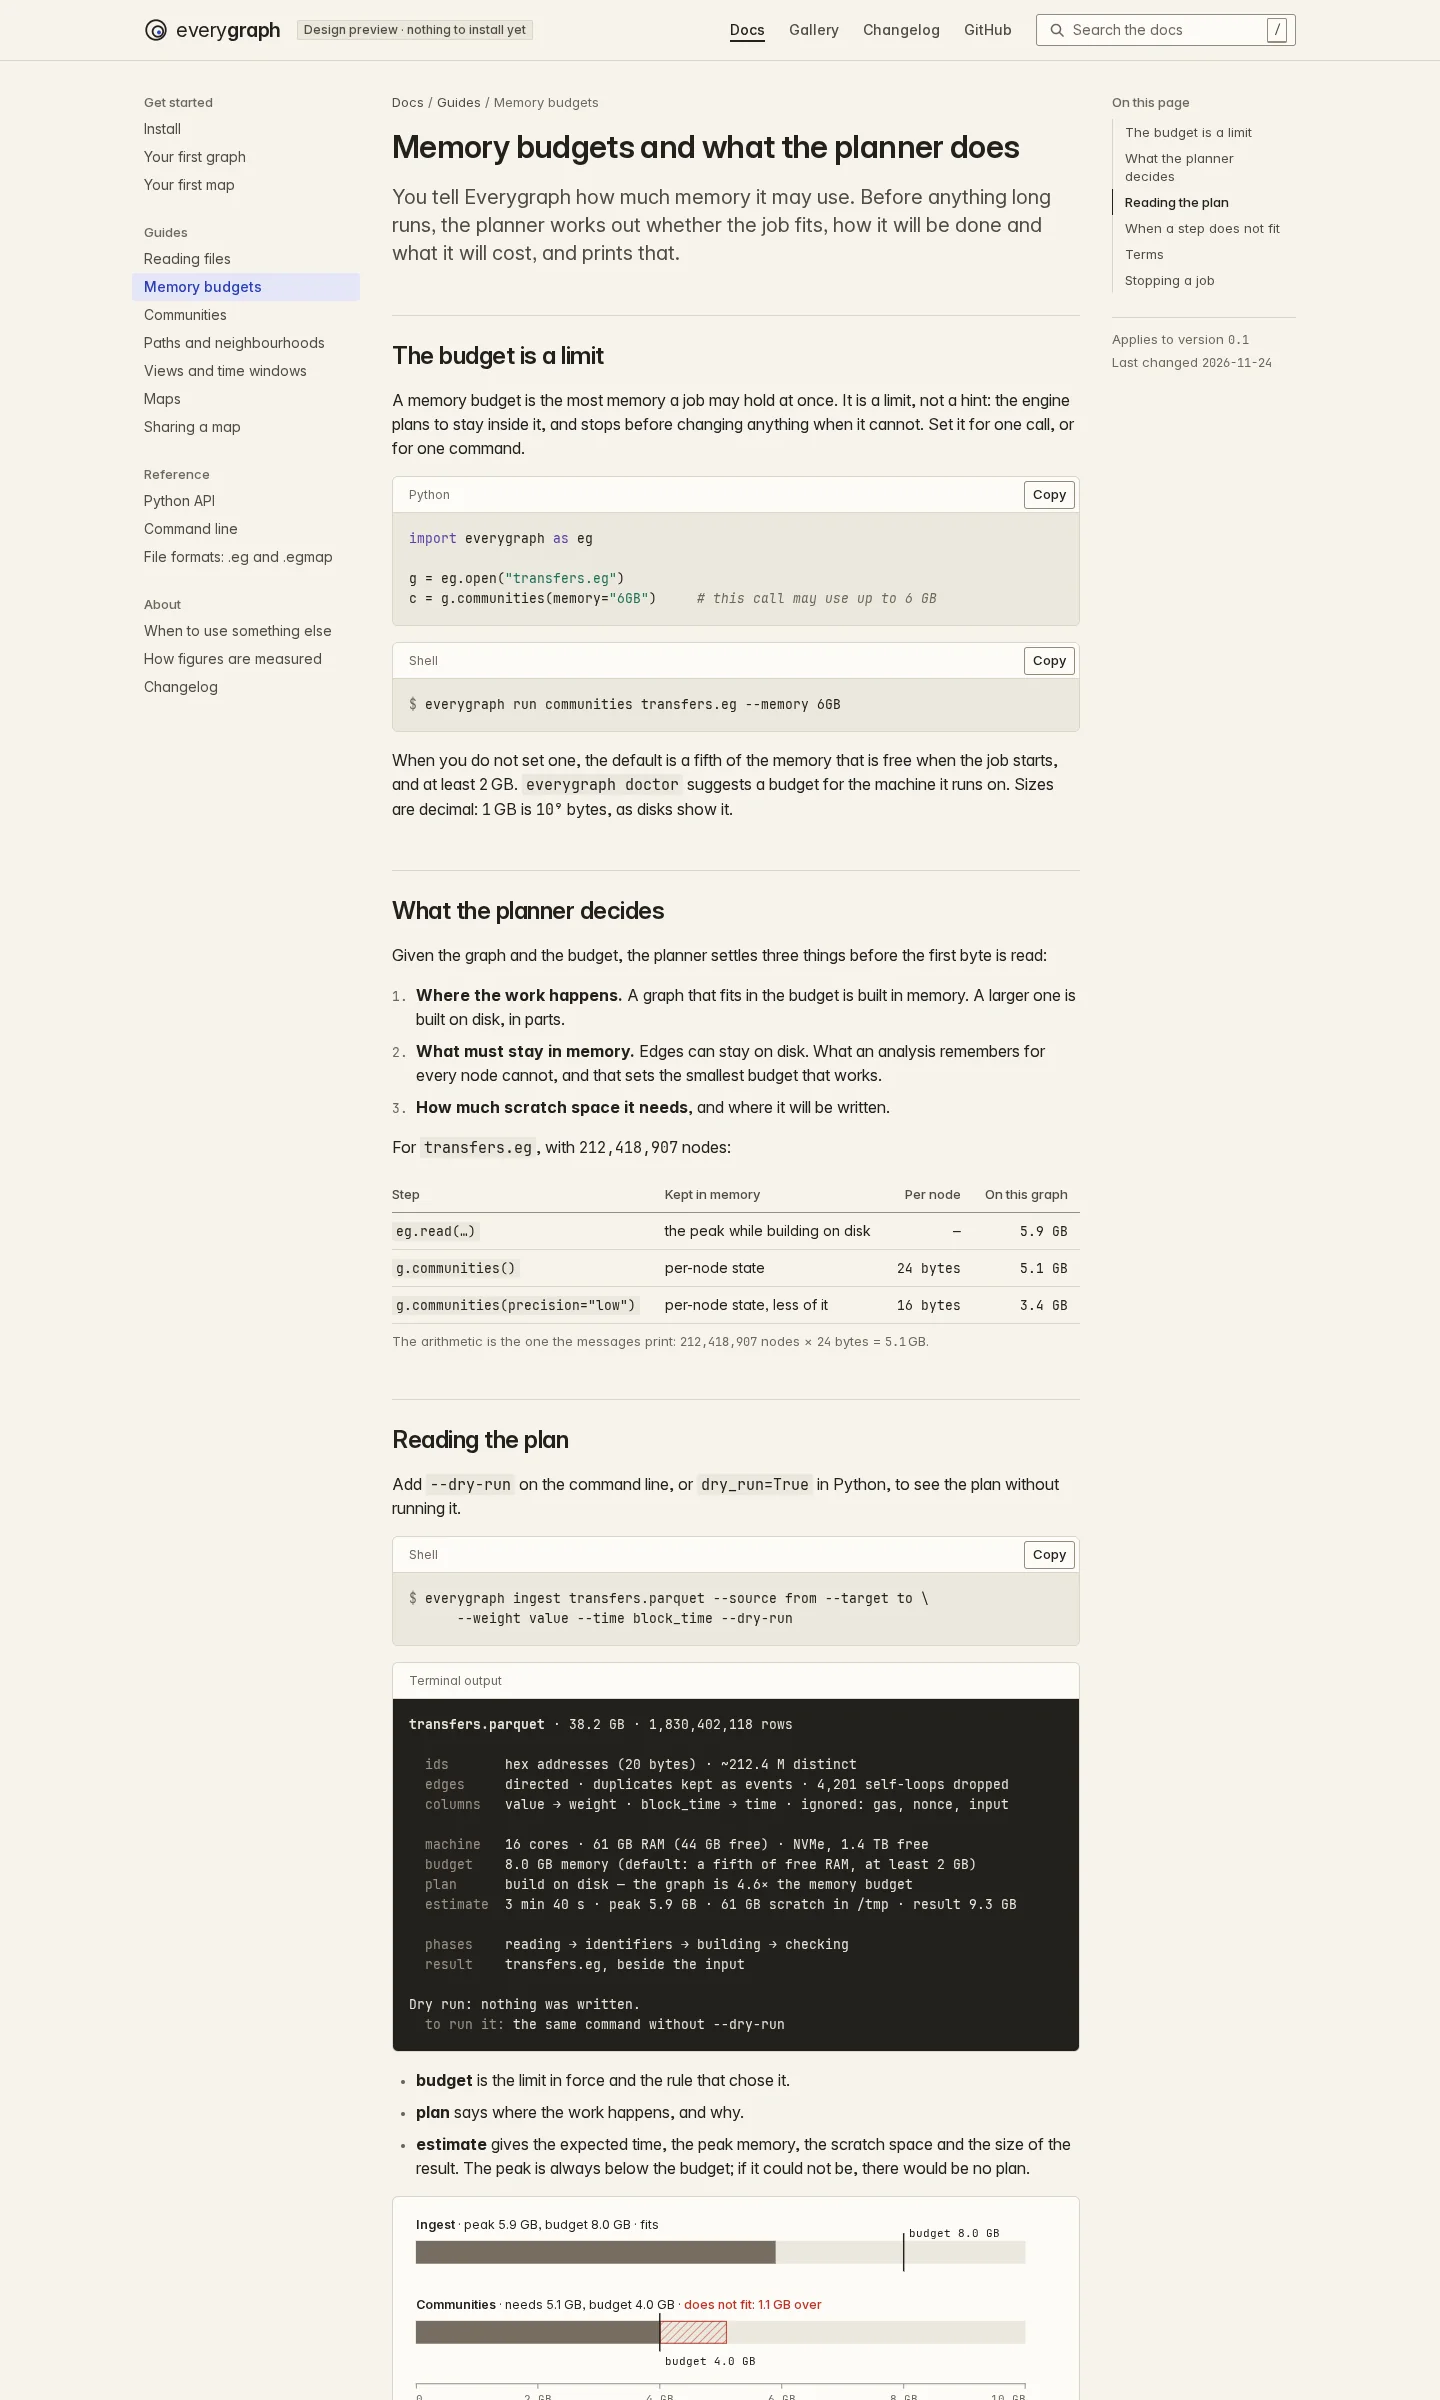 everygraph
Design preview · nothing to install yet
Docs
Gallery
Changelog
GitHub
Search the docs
/
Get started
Install
Your first graph
Your first map
Guides
Reading files
Memory budgets
Communities
Paths and neighbourhoods
Views and time windows
Maps
Sharing a map
Reference
Python API
Command line
File formats: .eg and .egmap
About
When to use something else
How figures are measured
Changelog
Docs / Guides / Memory budgets
Memory budgets and what the planner does
You tell Everygraph how much memory it may use. Before anything long
runs, the planner works out whether the job fits, how it will be done and
what it will cost, and prints that.
The budget is a limit
A memory budget is the most memory a job may hold at once. It is a limit, not a hint: the engine
plans to stay inside it, and stops before changing anything when it cannot. Set it for one call, or
for one command.
Python
Copy
import everygraph as eg
g = eg.open("transfers.eg")
c = g.communities(memory="6GB")     # this call may use up to 6 GB
Shell
Copy
$ everygraph run communities transfers.eg --memory 6GB
When you do not set one, the default is a fifth of the memory that is free when the job starts,
and at least 2 GB. everygraph doctor suggests a budget for the machine it runs on. Sizes
are decimal: 1 GB is 10⁹ bytes, as disks show it.
What the planner decides
Given the graph and the budget, the planner settles three things before the first byte is read:
1. Where the work happens. A graph that fits in the budget is built in memory. A larger one is
built on disk, in parts.
2. What must stay in memory. Edges can stay on disk. What an analysis remembers for
every node cannot, and that sets the smallest budget that works.
3. How much scratch space it needs, and where it will be written.
For transfers.eg, with 212,418,907 nodes:
Step Kept in memory Per node On this graph
eg.read(…) the peak while building on disk — 5.9 GB
g.communities() per-node state 24 bytes 5.1 GB
g.communities(precision="low") per-node state, less of it 16 bytes 3.4 GB
The arithmetic is the one the messages print: 212,418,907 nodes × 24 bytes = 5.1 GB.
Reading the plan
Add --dry-run on the command line, or dry_run=True in Python, to see the plan without
running it.
Shell
Copy
$ everygraph ingest transfers.parquet --source from --target to \
--weight value --time block_time --dry-run
Terminal output
transfers.parquet · 38.2 GB · 1,830,402,118 rows
ids hex addresses (20 bytes) · ~212.4 M distinct
edges directed · duplicates kept as events · 4,201 self-loops dropped
columns value → weight · block_time → time · ignored: gas, nonce, input
machine 16 cores · 61 GB RAM (44 GB free) · NVMe, 1.4 TB free
budget 8.0 GB memory (default: a fifth of free RAM, at least 2 GB)
plan build on disk — the graph is 4.6× the memory budget
estimate 3 min 40 s · peak 5.9 GB · 61 GB scratch in /tmp · result 9.3 GB
phases reading → identifiers → building → checking
result transfers.eg, beside the input
Dry run: nothing was written.
to run it: the same command without --dry-run
• budget is the limit in force and the rule that chose it.
• plan says where the work happens, and why.
• estimate gives the expected time, the peak memory, the scratch space and the size of the
result. The peak is always below the budget; if it could not be, there would be no plan.
Ingest · peak 5.9 GB, budget 8.0 GB · fits
budget 8.0 GB
Communities · needs 5.1 GB, budget 4.0 GB · does not fit: 1.1 GB over
budget 4.0 GB
0 2 GB 4 GB 6 GB 8 GB 10 GB
On this page
The budget is a limit
What the planner
decides
Reading the plan
When a step does not fit
Terms
Stopping a job
Applies to version 0.1
Last changed 2026-11-24